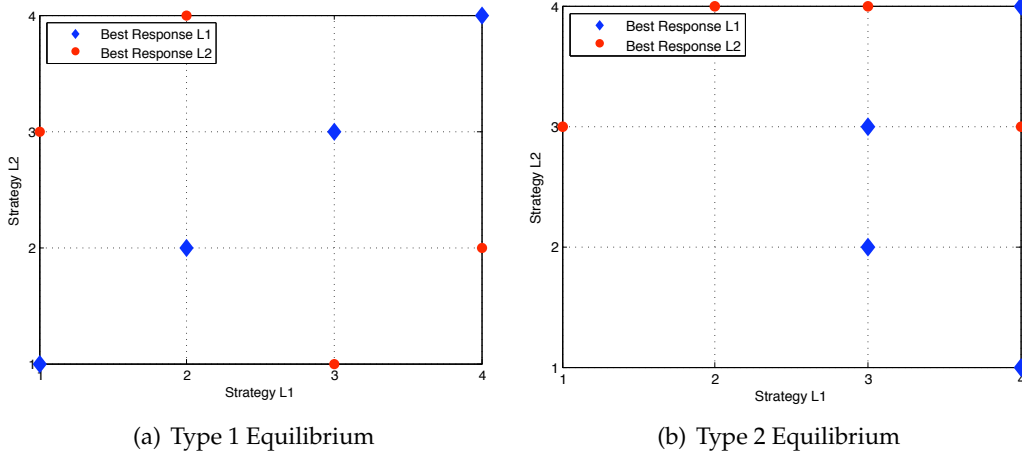 4
Best Response L1
Best Response L2
3
Strategy L2
2
1
1 2 3 4
Strategy L1
(a) Type 1 Equilibrium
4
Best Response L1
Best Response L2
3
Strategy L2
2
1
1 2 3 4
Strategy L1
(b) Type 2 Equilibrium